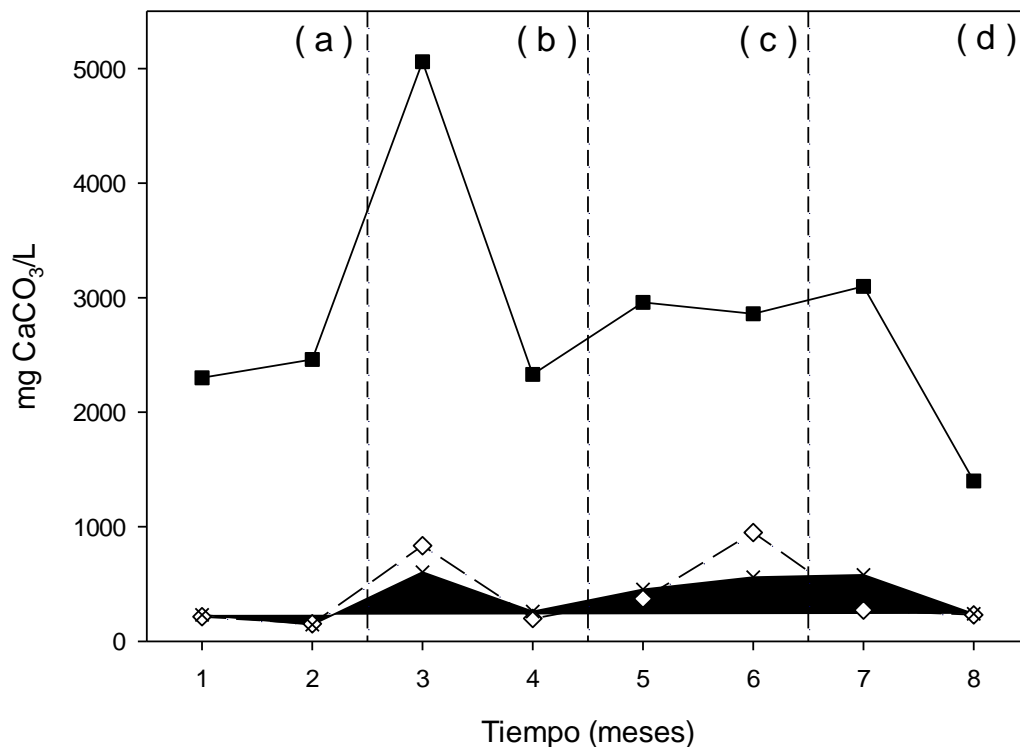 ( a ) ( b ) ( c ) ( d )
5000
4000
3000
2000
1000
0
mg CaCO₃/L
1 2 3 4 5 6 7 8
Tiempo (meses)